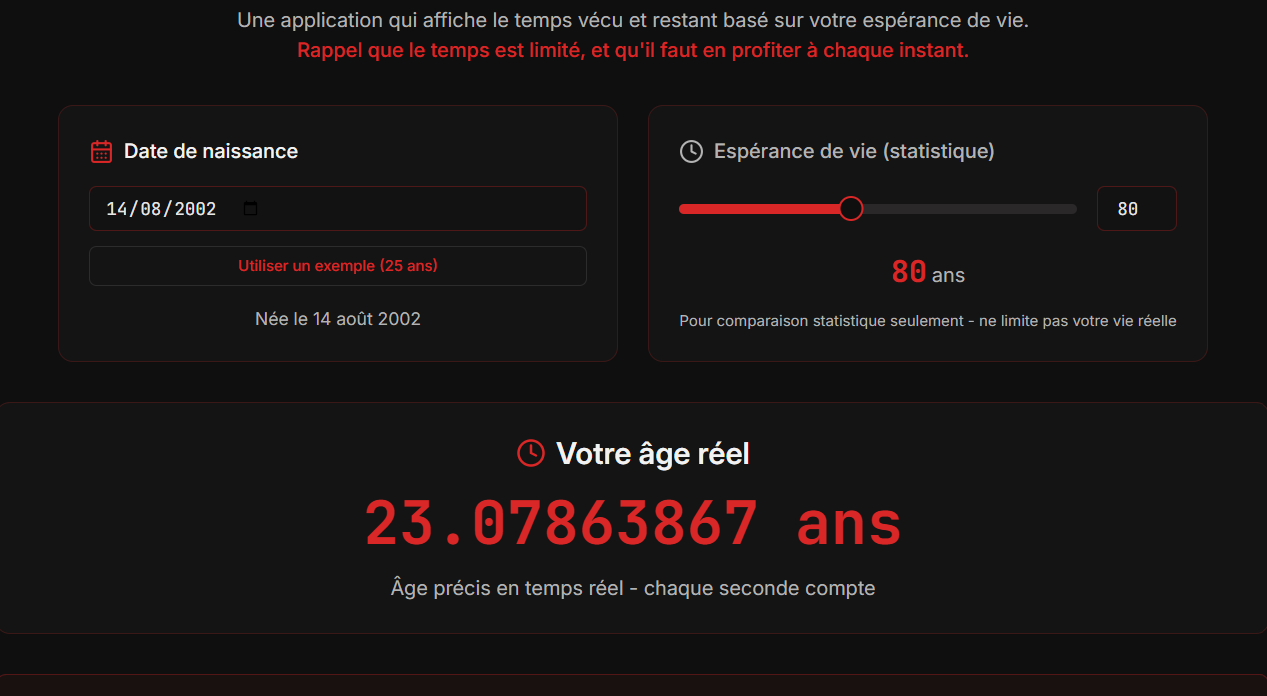 Une application qui affiche le temps vécu et restant basé sur votre espérance de vie.
Rappel que le temps est limité, et qu'il faut en profiter à chaque instant.
Date de naissance
14/08/2002
Utiliser un exemple (25 ans)
Née le 14 août 2002
Espérance de vie (statistique)
80
80 ans
Pour comparaison statistique seulement - ne limite pas votre vie réelle
Votre âge réel
23.07863867 ans
Âge précis en temps réel - chaque seconde compte